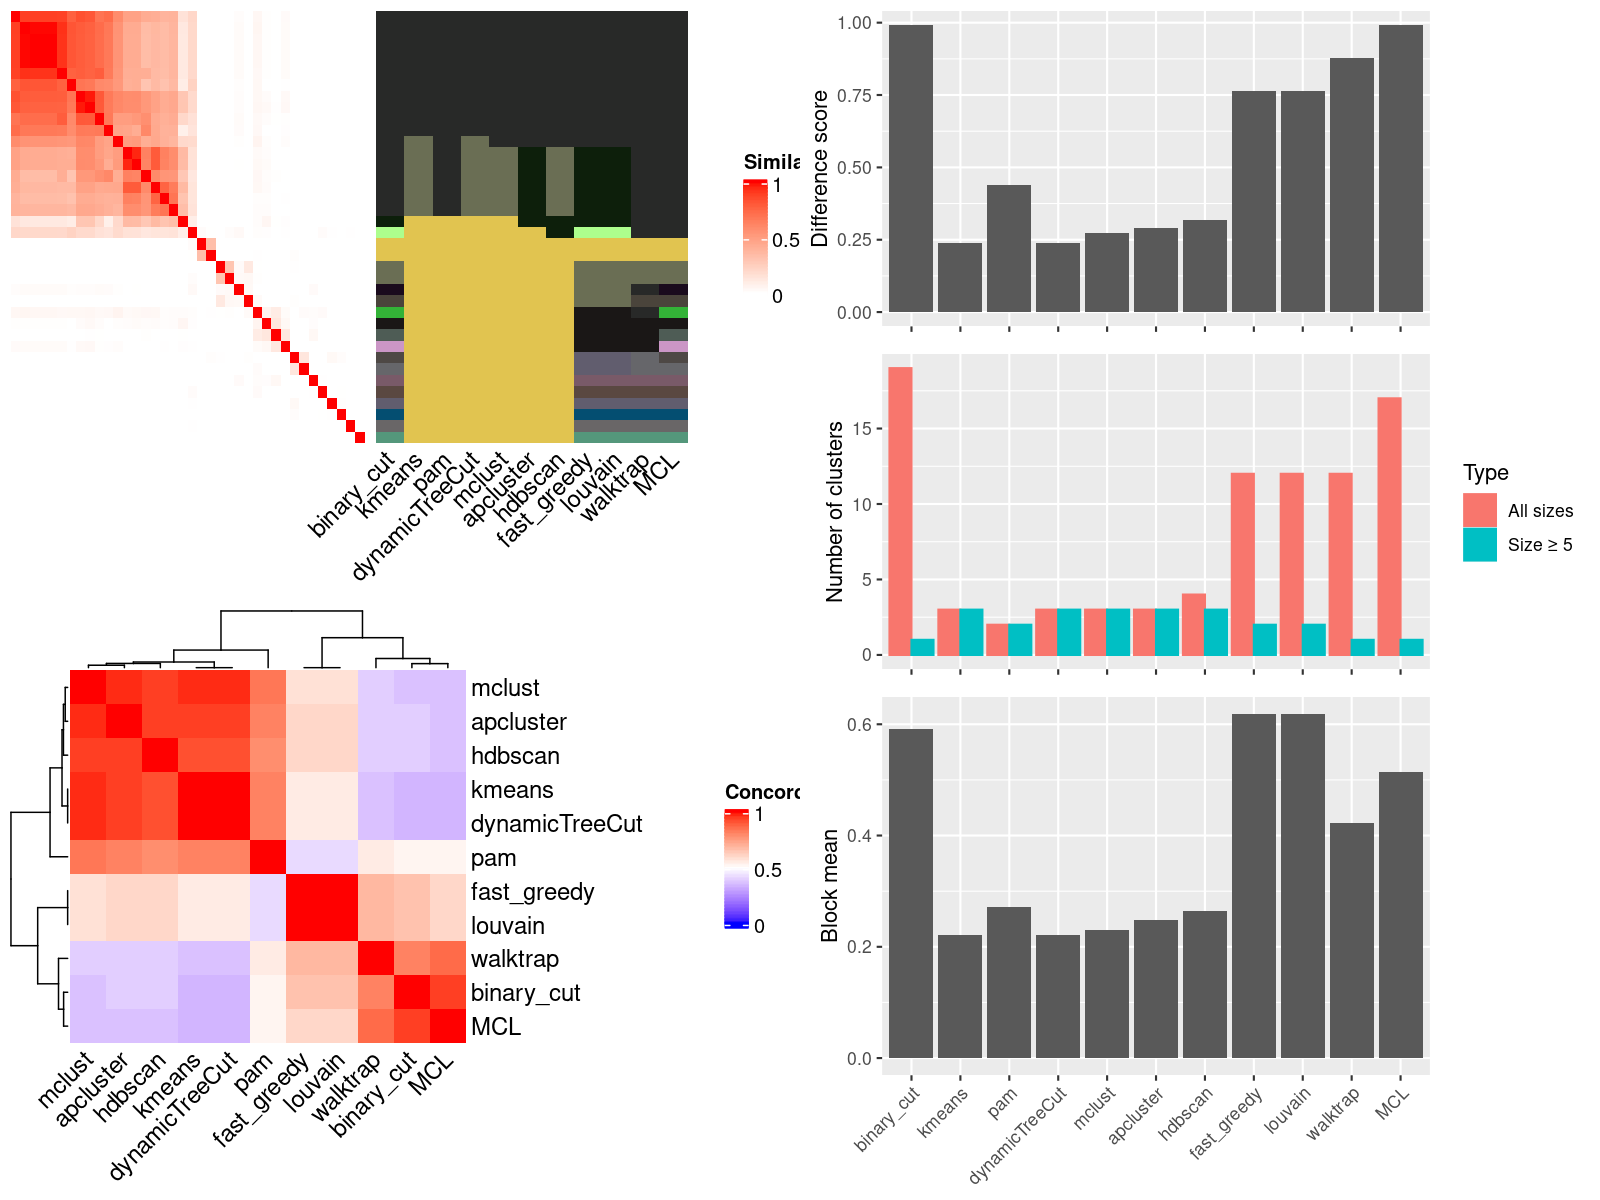 Simila
1
0.5
0
binary_cut
kmeans
pam
dynamicTreeCut
mclust
apcluster
hdbscan
fast_greedy
louvain
walktrap
MCL
mclust
apcluster
hdbscan
kmeans
dynamicTreeCut
pam
fast_greedy
louvain
walktrap
binary_cut
MCL
mclust
apcluster
hdbscan
kmeans
dynamicTreeCut
pam
fast_greedy
louvain
walktrap
binary_cut
MCL
Concord
1
0.5
0
Difference score
1.00
0.75
0.50
0.25
0.00
Number of clusters
15
10
5
0
Type
All sizes
Size ≥ 5
Block mean
0.6
0.4
0.2
0.0
binary_cut
kmeans
pam
dynamicTreeCut
mclust
apcluster
hdbscan
fast_greedy
louvain
walktrap
MCL